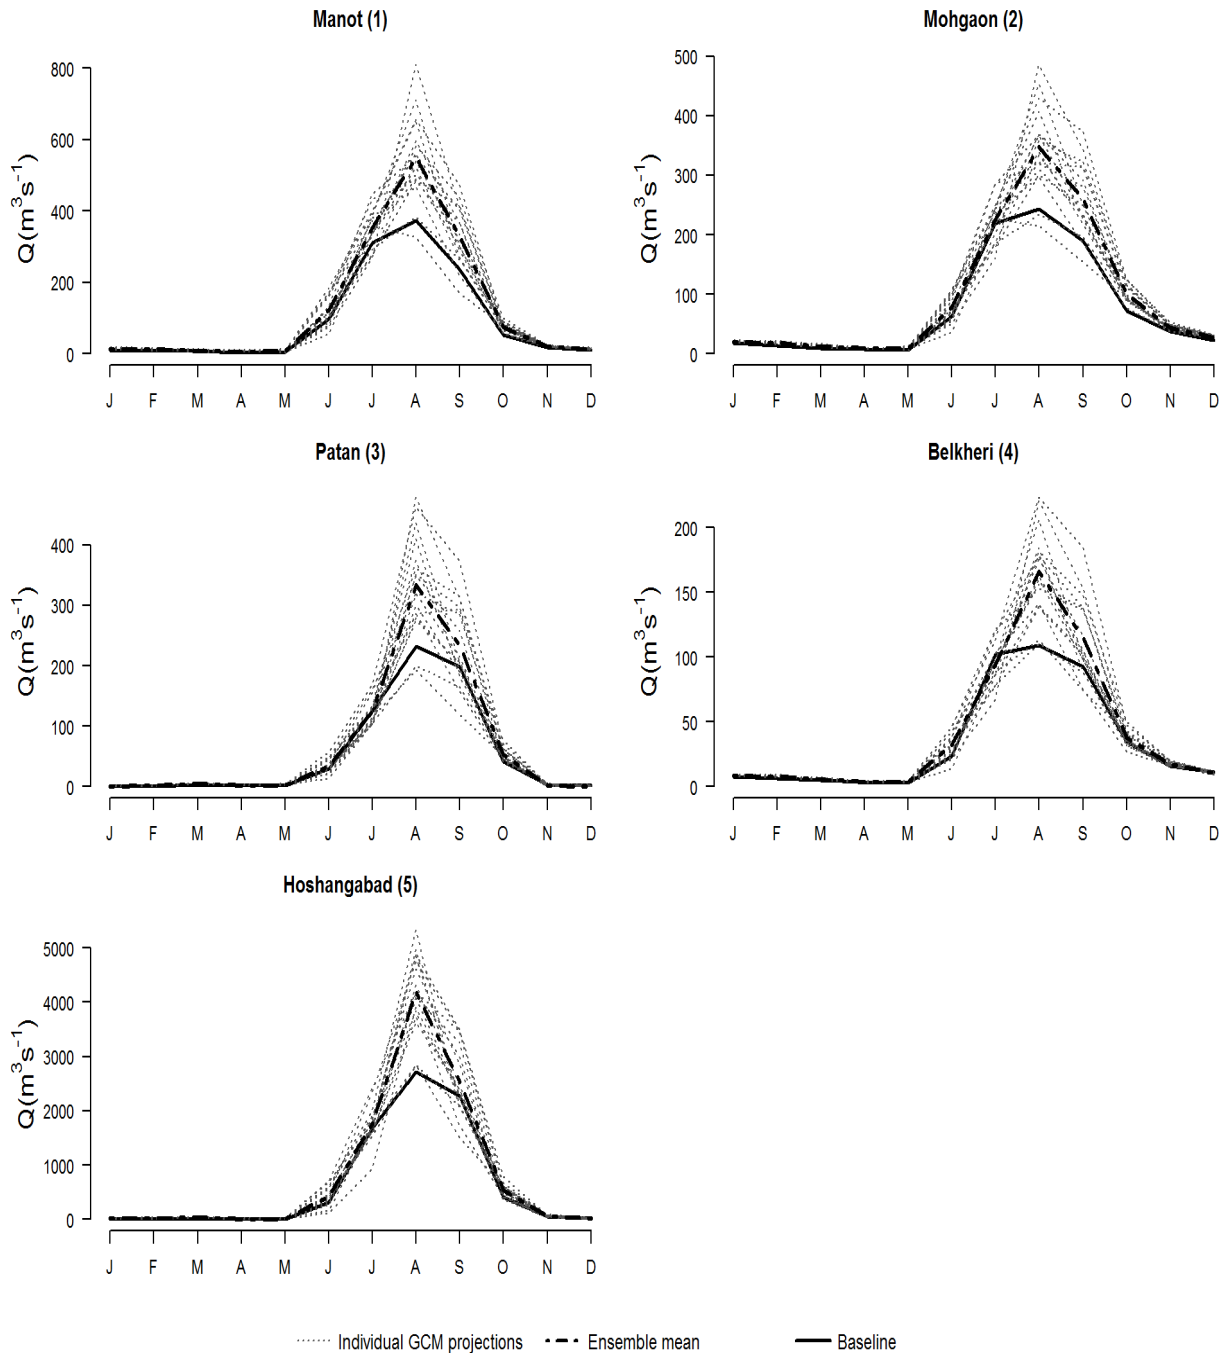 Manot (1)
Q(m³s⁻¹)
800
600
400
200
0
J F M A M J J A S O N D
Mohgaon (2)
Q(m³s⁻¹)
500
400
300
200
100
0
J F M A M J J A S O N D
Patan (3)
Q(m³s⁻¹)
400
300
200
100
0
J F M A M J J A S O N D
Belkheri (4)
Q(m³s⁻¹)
200
150
100
50
0
J F M A M J J A S O N D
Hoshangabad (5)
Q(m³s⁻¹)
5000
4000
3000
2000
1000
0
J F M A M J J A S O N D
Individual GCM projections Ensemble mean Baseline